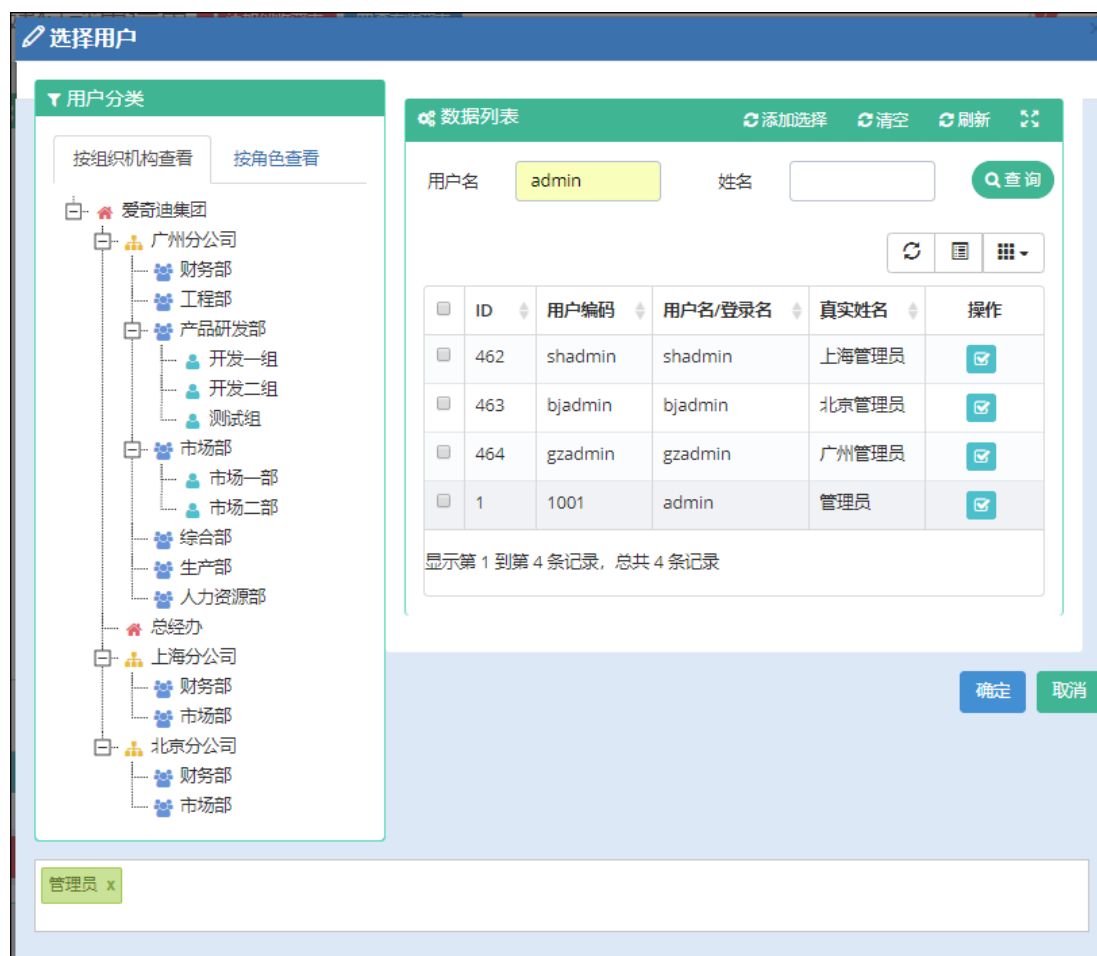 选择用户
用户分类
按组织机构查看 按角色查看
爱奇迪集团
广州分公司
财务部
工程部
产品研发部
开发一组
开发二组
测试组
市场部
市场一部
市场二部
综合部
生产部
人力资源部
总经办
上海分公司
财务部
市场部
北京分公司
财务部
市场部
数据列表 添加选择 清空 刷新
用户名 admin 姓名 查询
ID 用户编码 用户名/登录名 真实姓名 操作
462 shadmin shadmin 上海管理员
463 bjadmin bjadmin 北京管理员
464 gzadmin gzadmin 广州管理员
1 1001 admin 管理员
显示第 1 到第 4 条记录，总共 4 条记录
确定 取消
管理员 x